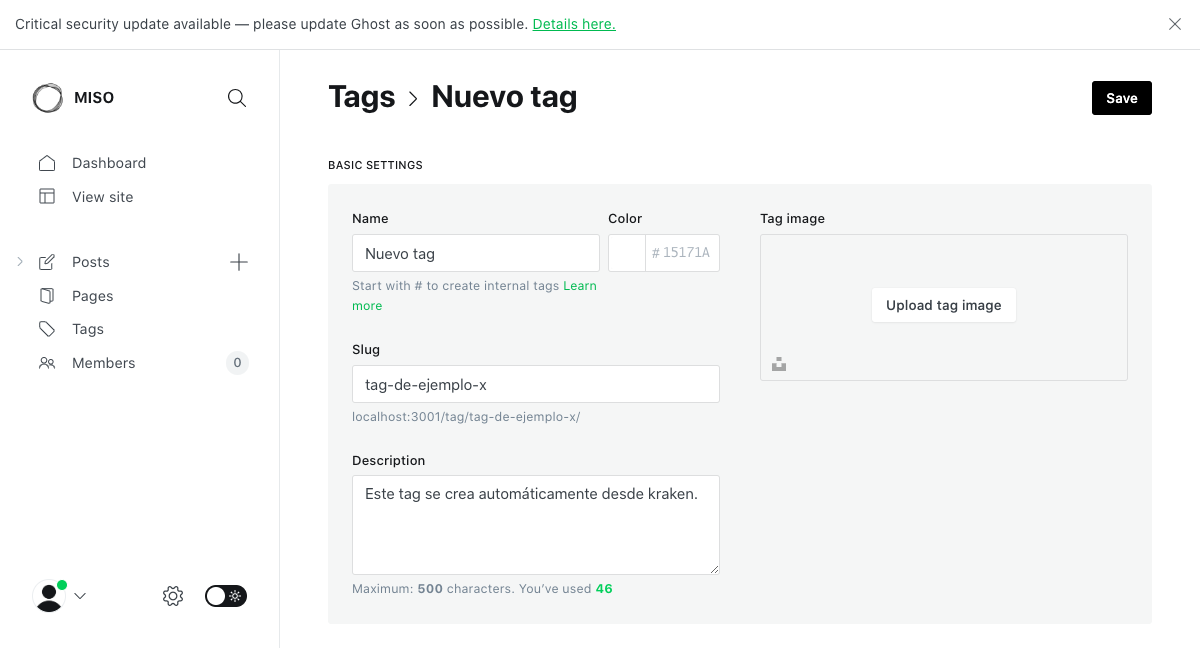 Critical security update available — please update Ghost as soon as possible. Details here.
MISO
Dashboard
View site
Posts
Pages
Tags
Members 0
Tags > Nuevo tag
Save
BASIC SETTINGS
Name
Nuevo tag
Color
# 15171A
Start with # to create internal tags Learn
more
Slug
tag-de-ejemplo-x
localhost:3001/tag/tag-de-ejemplo-x/
Description
Este tag se crea automáticamente desde kraken.
Maximum: 500 characters. You’ve used 46
Tag image
Upload tag image